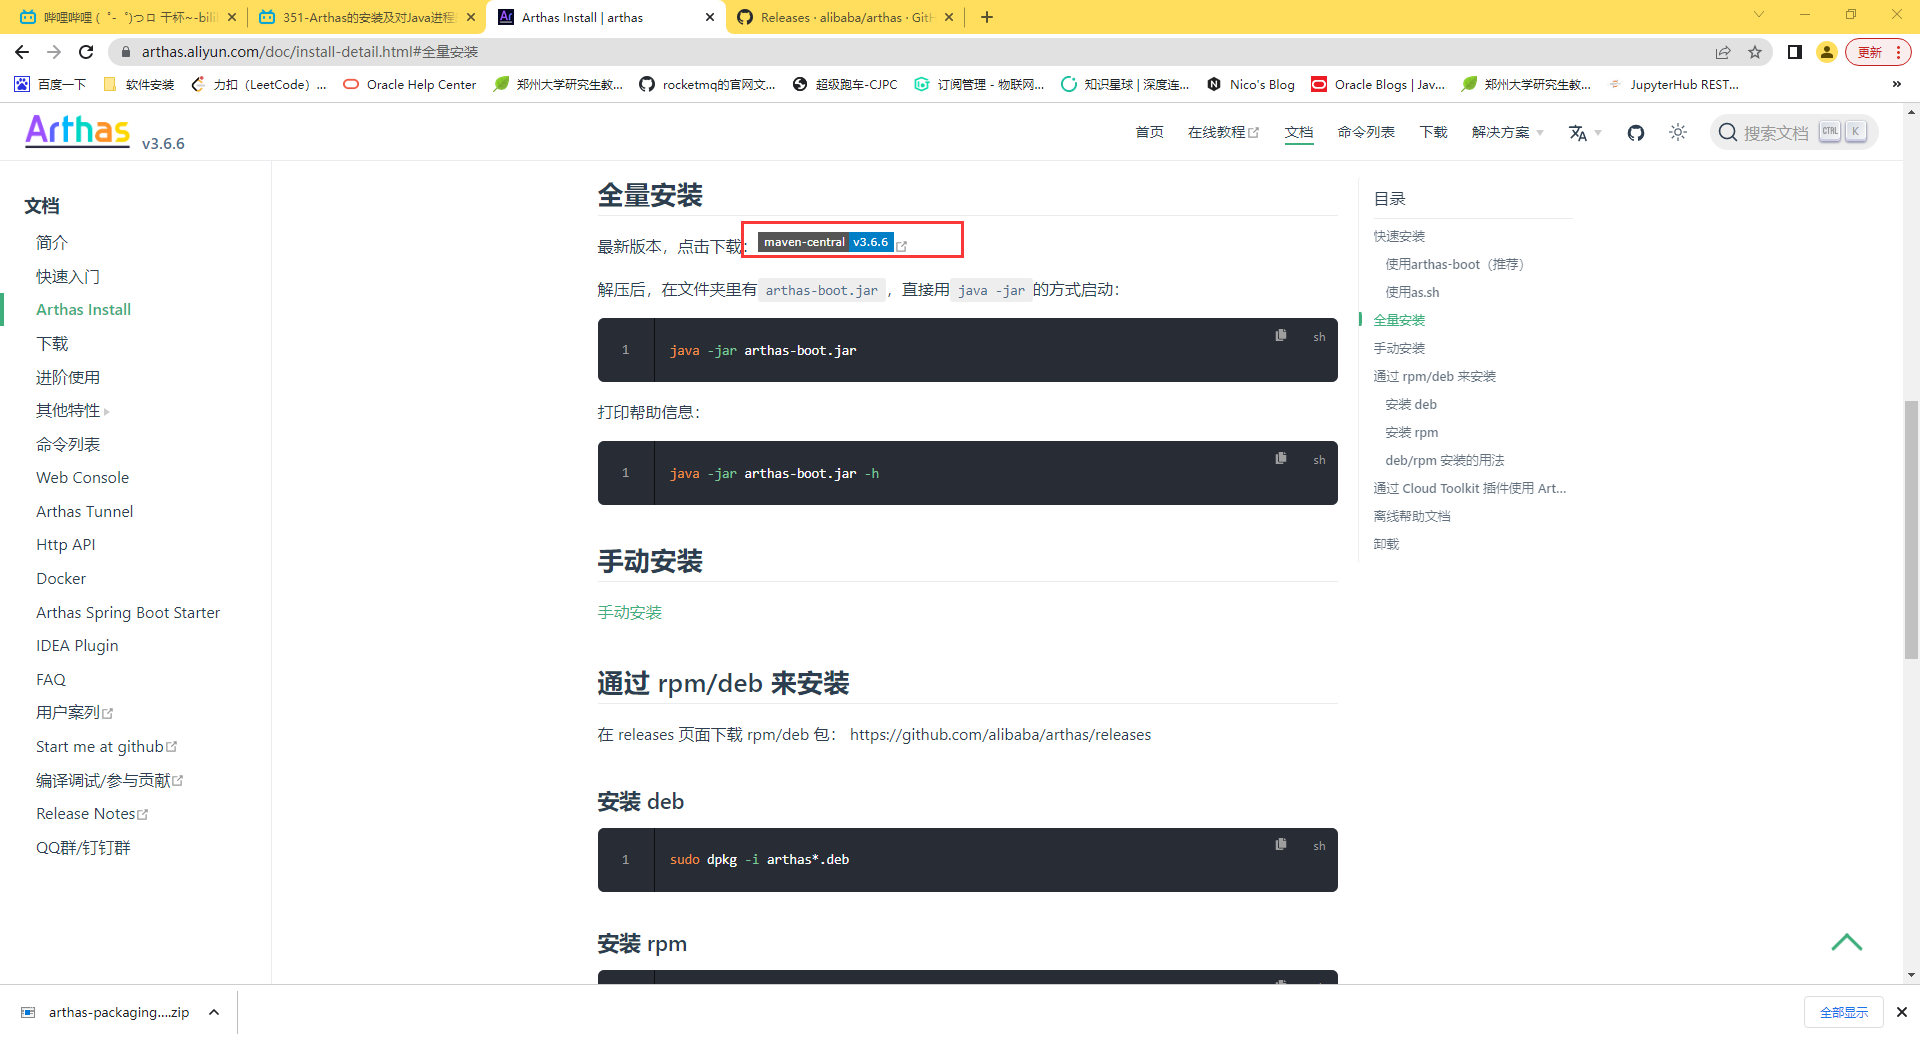 哔哩哔哩 (゜-゜)つロ 干杯~-bili
351-Arthas的安装及对Java进程
Arthas Install | arthas
Releases · alibaba/arthas · GitH
arthas.aliyun.com/doc/install-detail.html#全量安装
更新
百度一下
软件安装
力扣（LeetCode）...
Oracle Help Center
郑州大学研究生教...
rocketmq的官网文...
超级跑车-CJPC
订阅管理 - 物联网...
知识星球 | 深度连...
Nico's Blog
Oracle Blogs | Jav...
郑州大学研究生教...
JupyterHub REST...
»
Arthas v3.6.6
首页
在线教程
文档
命令列表
下载
解决方案
搜索文档
CTRL K
文档
简介
快速入门
Arthas Install
下载
进阶使用
其他特性
命令列表
Web Console
Arthas Tunnel
Http API
Docker
Arthas Spring Boot Starter
IDEA Plugin
FAQ
用户案列
Start me at github
编译调试/参与贡献
Release Notes
QQ群/钉钉群
全量安装
最新版本，点击下载：maven-central v3.6.6
解压后，在文件夹里有 arthas-boot.jar ，直接用 java -jar 的方式启动：
1 java -jar arthas-boot.jar
sh
打印帮助信息：
1 java -jar arthas-boot.jar -h
sh
手动安装
手动安装
通过 rpm/deb 来安装
在 releases 页面下载 rpm/deb 包： https://github.com/alibaba/arthas/releases
安装 deb
1 sudo dpkg -i arthas*.deb
sh
安装 rpm
目录
快速安装
使用arthas-boot（推荐）
使用as.sh
全量安装
手动安装
通过 rpm/deb 来安装
安装 deb
安装 rpm
deb/rpm 安装的用法
通过 Cloud Toolkit 插件使用 Art...
离线帮助文档
卸载
arthas-packaging....zip
全部显示